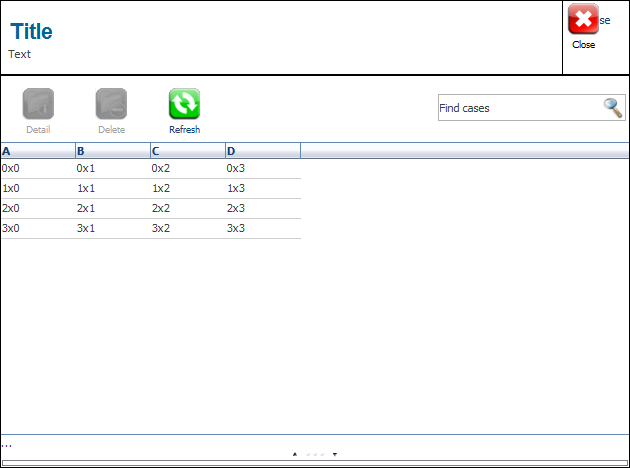 Title
Text
se
Close
Detail
Delete
Refresh
Find cases
A B C D
0x0 0x1 0x2 0x3
1x0 1x1 1x2 1x3
2x0 2x1 2x2 2x3
3x0 3x1 3x2 3x3
...